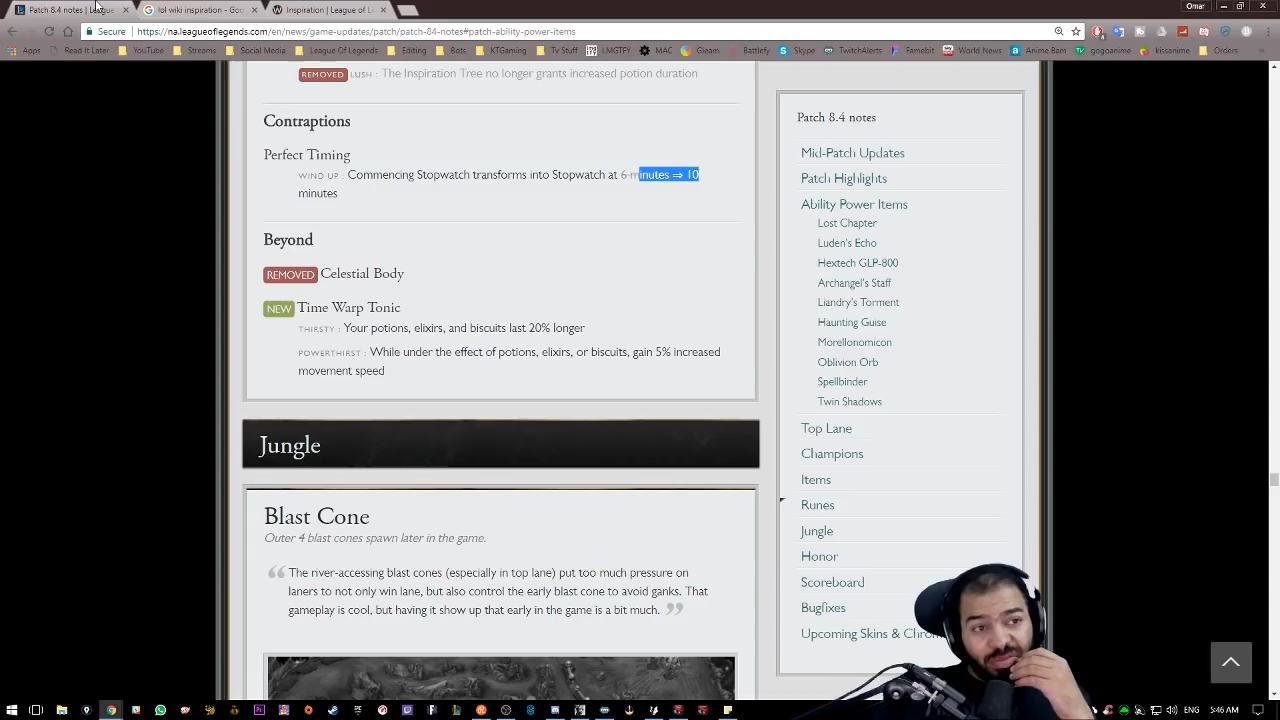 Patch 8.4 notes | League
lol wiki inspiration - Goo
Inspiration | League of L
Omar
Secure
https://na.leagueoflegends.com/en/news/game-updates/patch/patch-84-notes#patch-ability-power-items
Apps
Read It Later
YouTube
Streams
Social Media
League Of Legends
Editing
Bots
KTGaming
Tv Stuff
LMGTFY
MAC
Gleam
Battlefy
Skype
TwitchAlerts
Famebit
World News
Anime Bam
gogoanime
kissanime
Orders
REMOVED LUSH : The Inspiration Tree no longer grants increased potion duration
Contraptions
Perfect Timing
WIND UP : Commencing Stopwatch transforms into Stopwatch at 6 minutes ⇒ 10
minutes
Beyond
REMOVED Celestial Body
NEW Time Warp Tonic
THIRSTY : Your potions, elixirs, and biscuits last 20% longer
POWERTHIRST : While under the effect of potions, elixirs, or biscuits, gain 5% increased
movement speed
Jungle
Blast Cone
Outer 4 blast cones spawn later in the game.
“ The river-accessing blast cones (especially in top lane) put too much pressure on
laners to not only win lane, but also control the early blast cone to avoid ganks. That
gameplay is cool, but having it show up that early in the game is a bit much. ”
Patch 8.4 notes
Mid-Patch Updates
Patch Highlights
Ability Power Items
Lost Chapter
Luden's Echo
Hextech GLP-800
Archangel's Staff
Liandry's Torment
Haunting Guise
Morellonomicon
Oblivion Orb
Spellbinder
Twin Shadows
Top Lane
Champions
Items
Runes
Jungle
Honor
Scoreboard
Bugfixes
Upcoming Skins & Chrom
ENG
5:46 AM